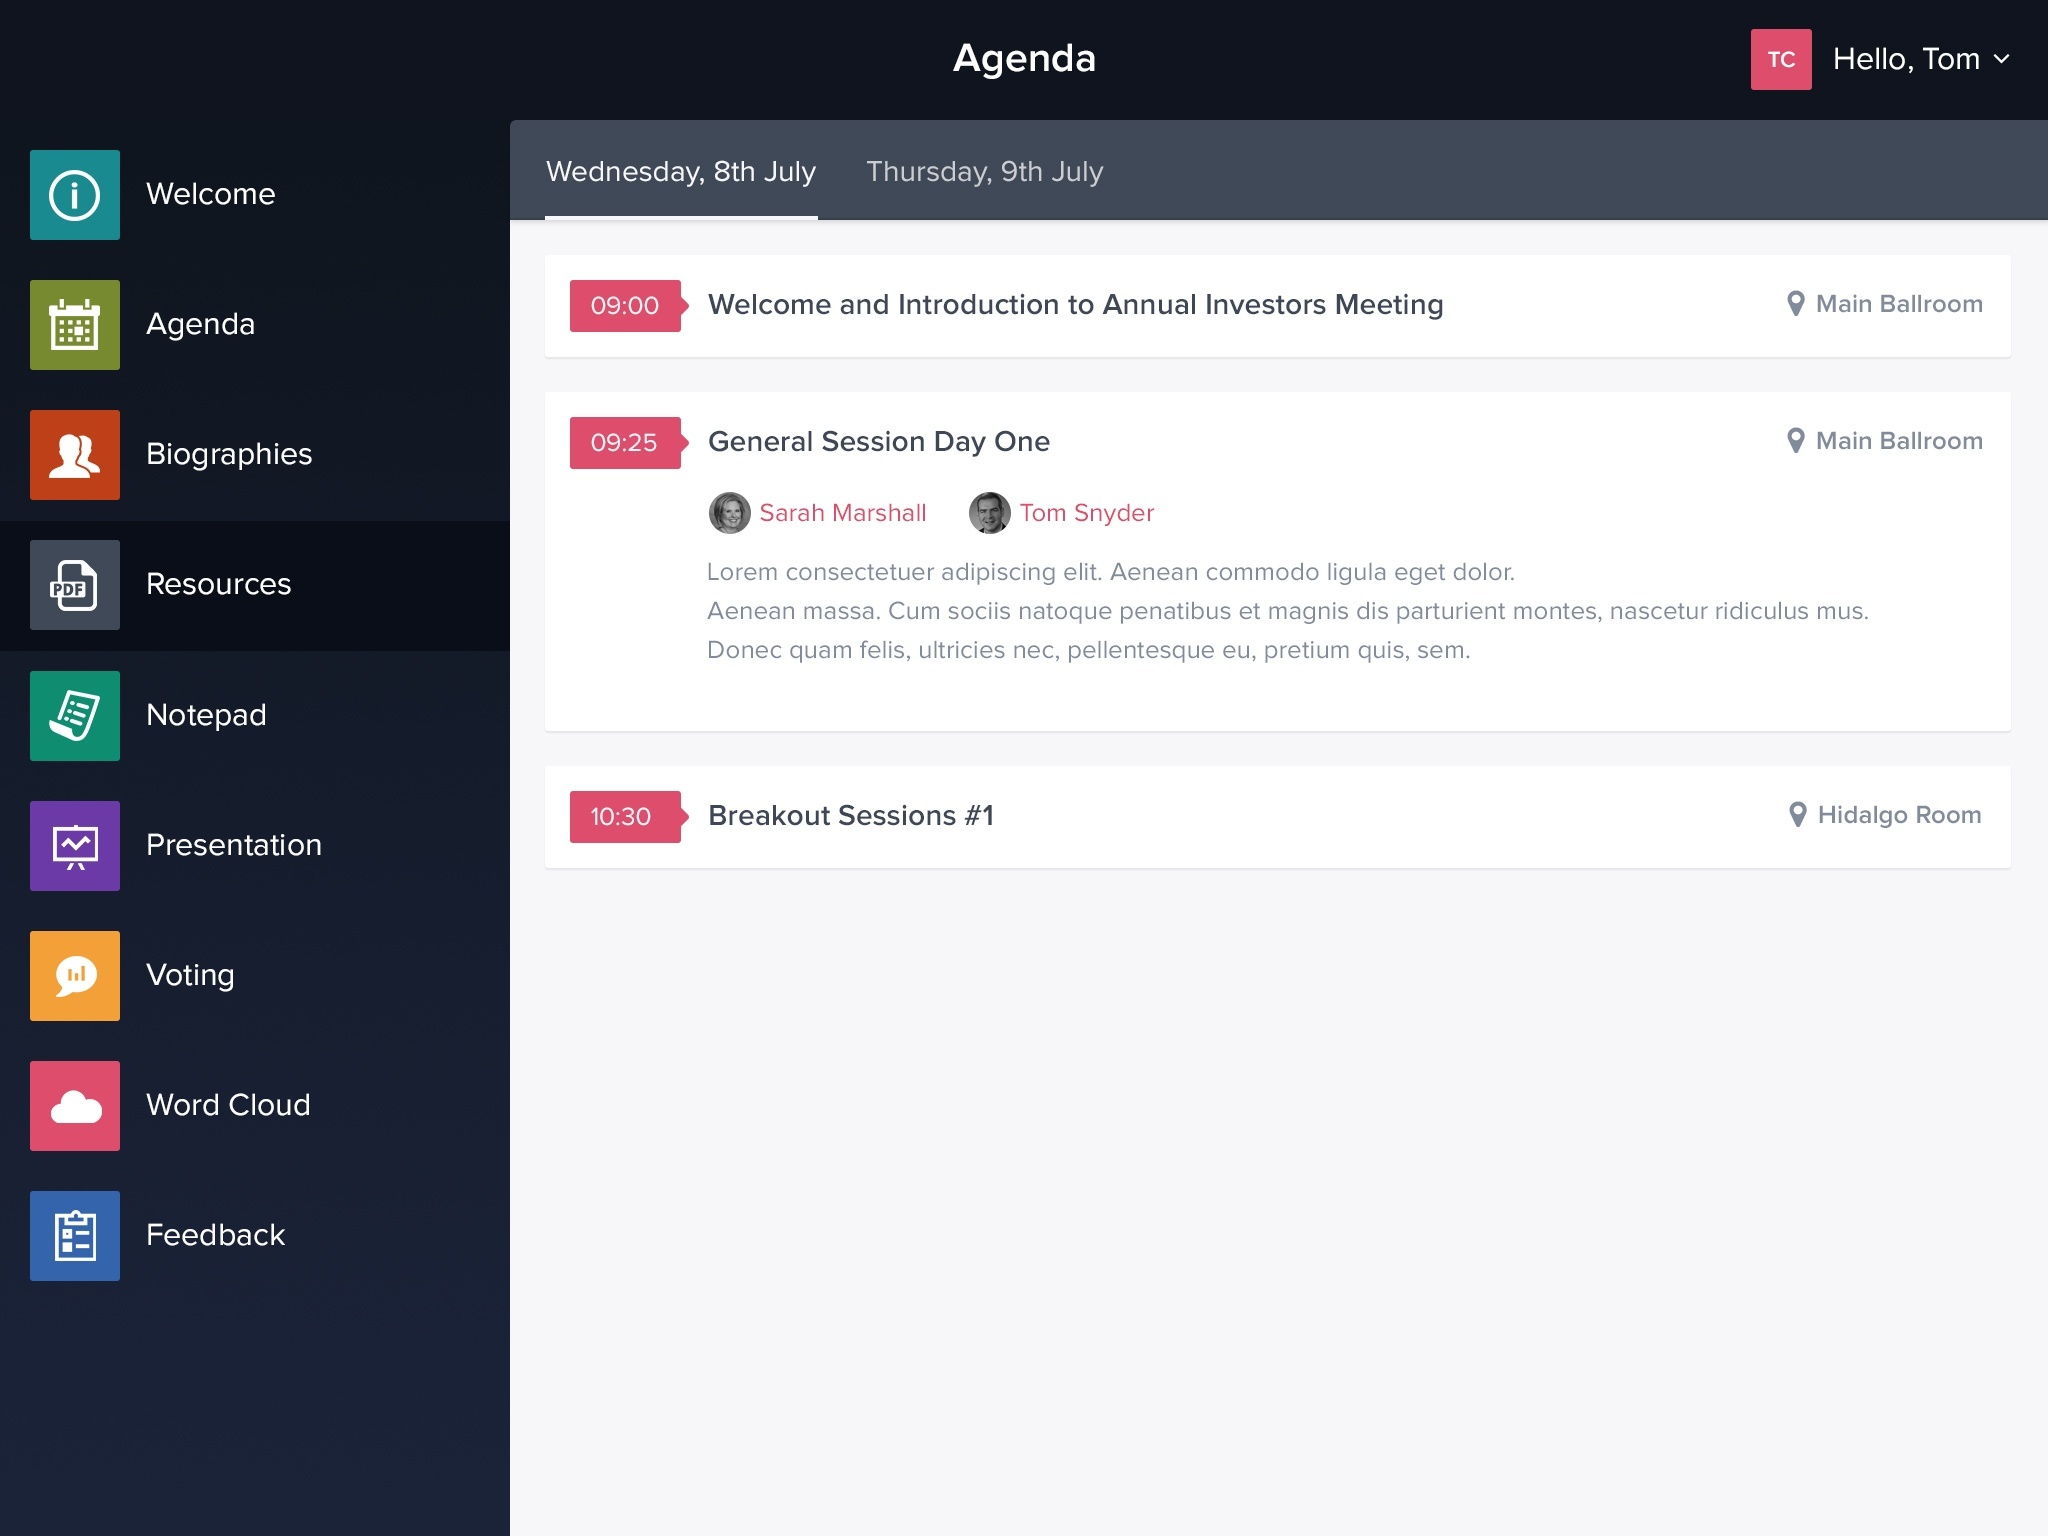 Agenda
TC
Hello, Tom
Welcome
Agenda
Biographies
PDF
Resources
Notepad
Presentation
Voting
Word Cloud
Feedback
Wednesday, 8th July
Thursday, 9th July
09:00
Welcome and Introduction to Annual Investors Meeting
Main Ballroom
09:25
General Session Day One
Main Ballroom
Sarah Marshall
Tom Snyder
Lorem consectetuer adipiscing elit. Aenean commodo ligula eget dolor.
Aenean massa. Cum sociis natoque penatibus et magnis dis parturient montes, nascetur ridiculus mus.
Donec quam felis, ultricies nec, pellentesque eu, pretium quis, sem.
10:30
Breakout Sessions #1
Hidalgo Room